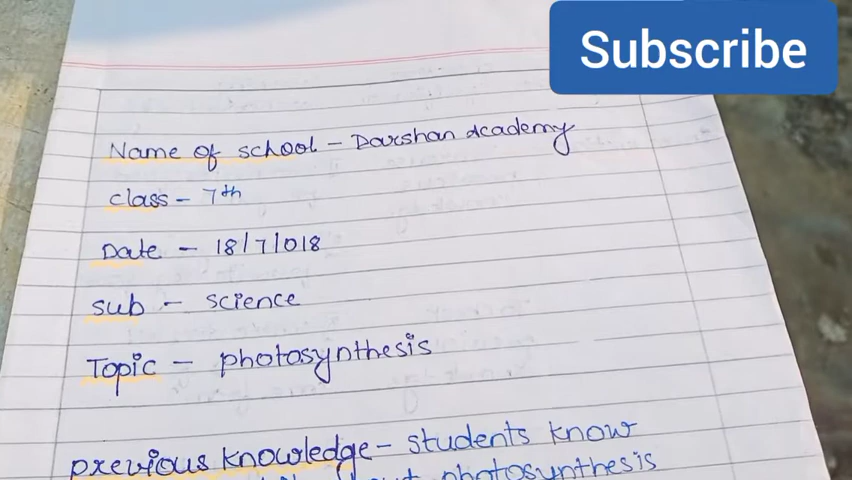 Subscribe
Name of school - Darshan academy
class - 7th
Date - 18/7/018
sub - science
Topic - photosynthesis
previous knowledge - students know
photosynthesis